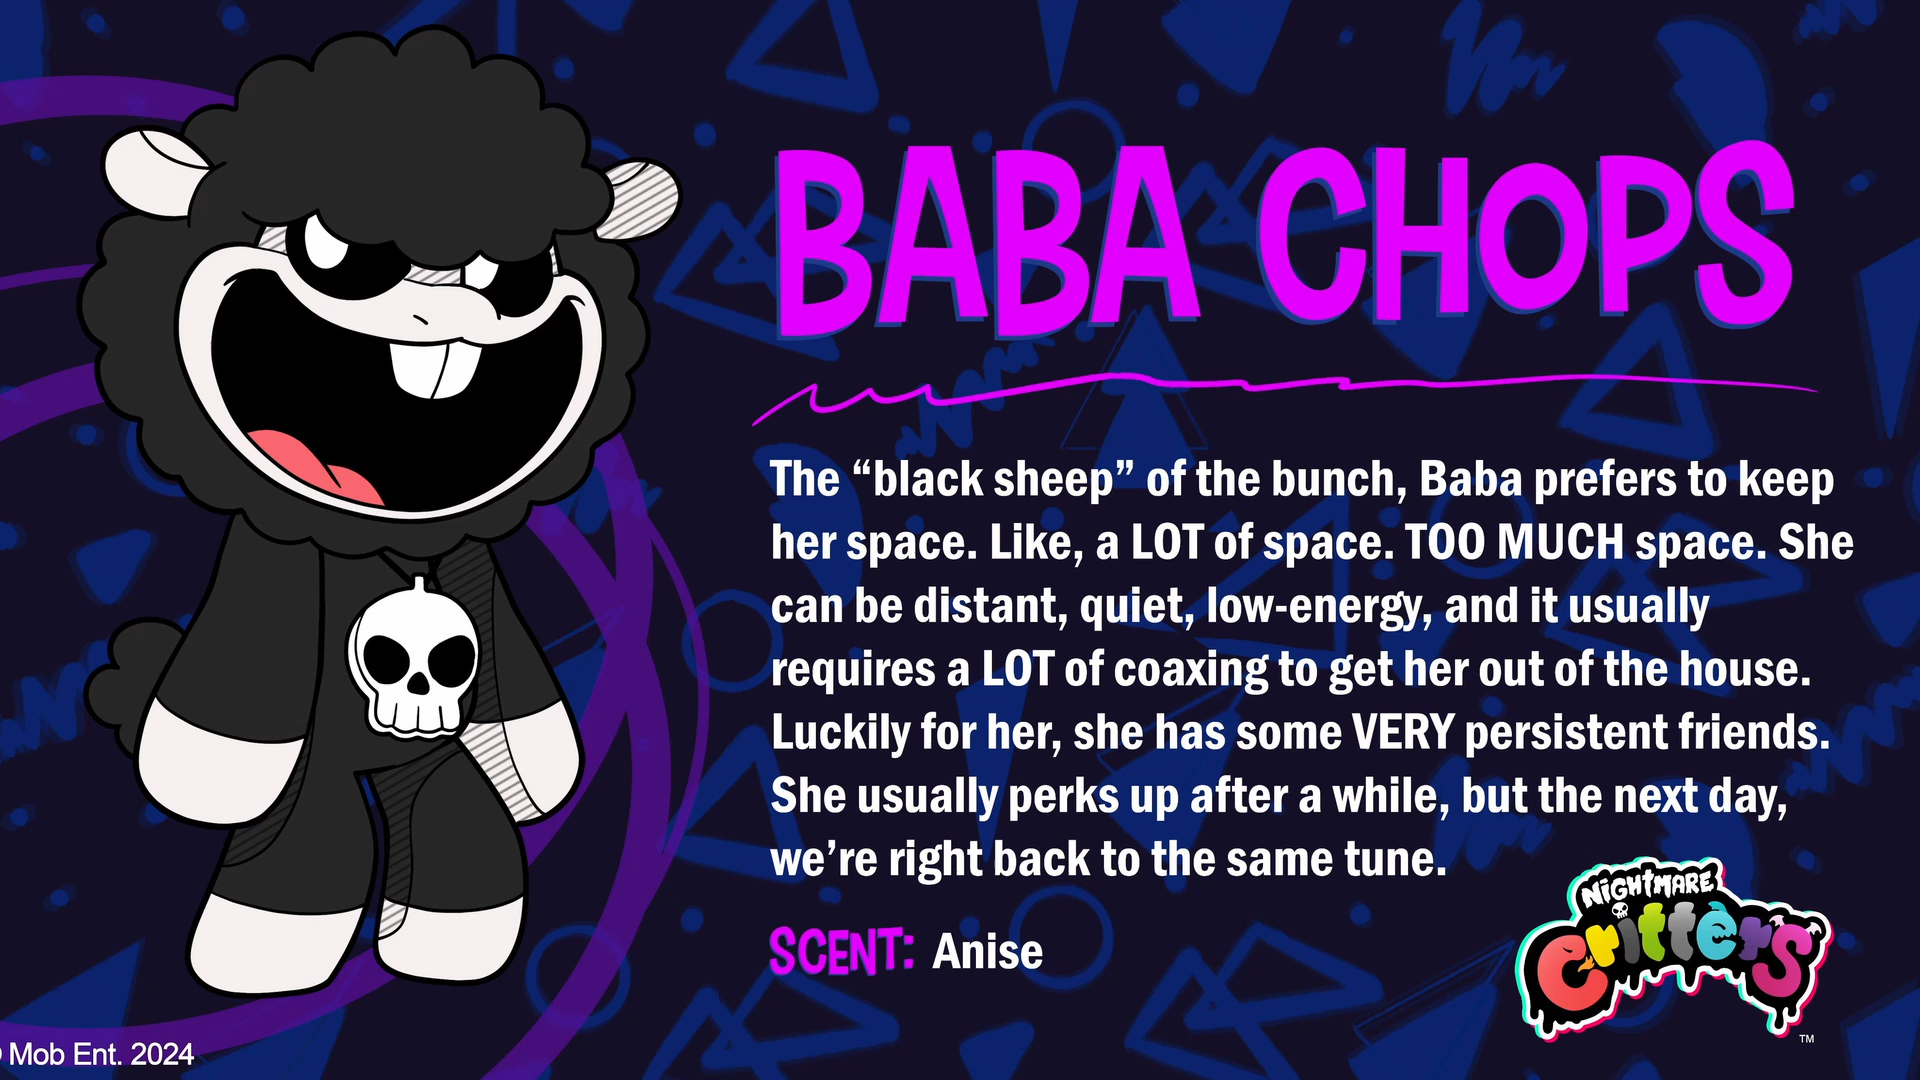 BABA CHOPS
The “black sheep” of the bunch, Baba prefers to keep
her space. Like, a LOT of space. TOO MUCH space. She
can be distant, quiet, low-energy, and it usually
requires a LOT of coaxing to get her out of the house.
Luckily for her, she has some VERY persistent friends.
She usually perks up after a while, but the next day,
we’re right back to the same tune.
SCENT: Anise
NIGHTMARE
critters
TM
© Mob Ent. 2024